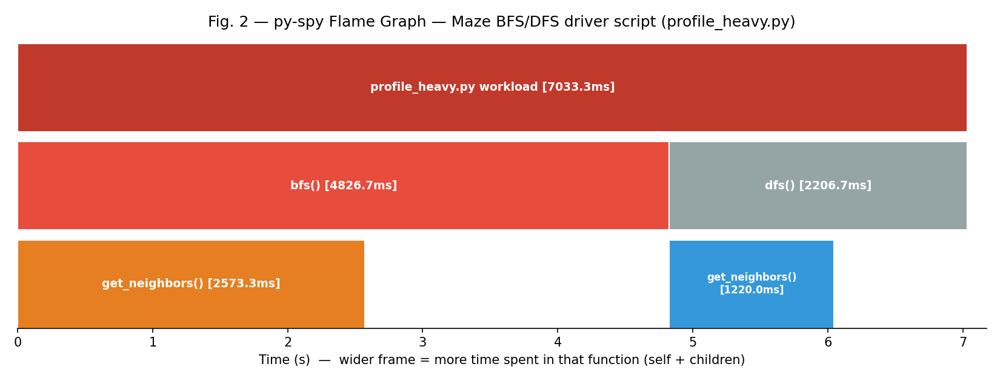 Fig. 2 — py-spy Flame Graph — Maze BFS/DFS driver script (profile_heavy.py)
profile_heavy.py workload [7033.3ms]
bfs() [4826.7ms]
dfs() [2206.7ms]
get_neighbors() [2573.3ms]
get_neighbors()
[1220.0ms]
0 1 2 3 4 5 6 7
Time (s)  —  wider frame = more time spent in that function (self + children)